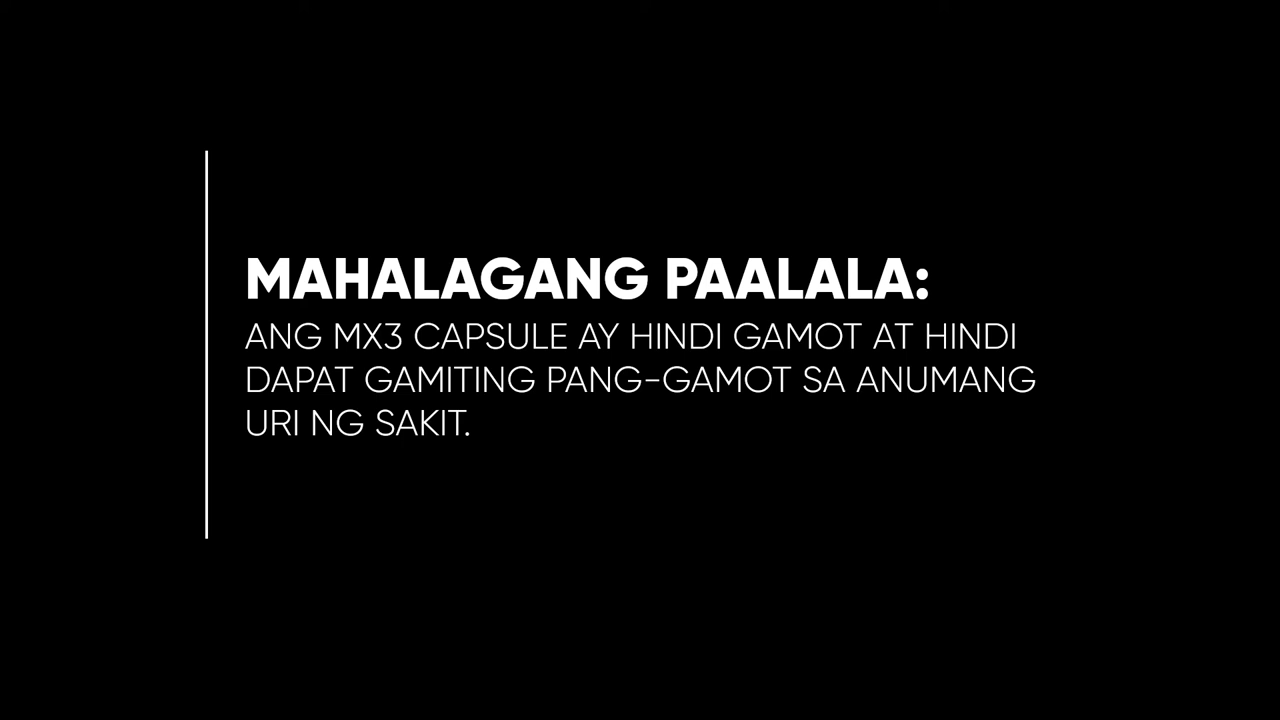 MAHALAGANG PAALALA:
ANG MX3 CAPSULE AY HINDI GAMOT AT HINDI
DAPAT GAMITING PANG-GAMOT SA ANUMANG
URI NG SAKIT.